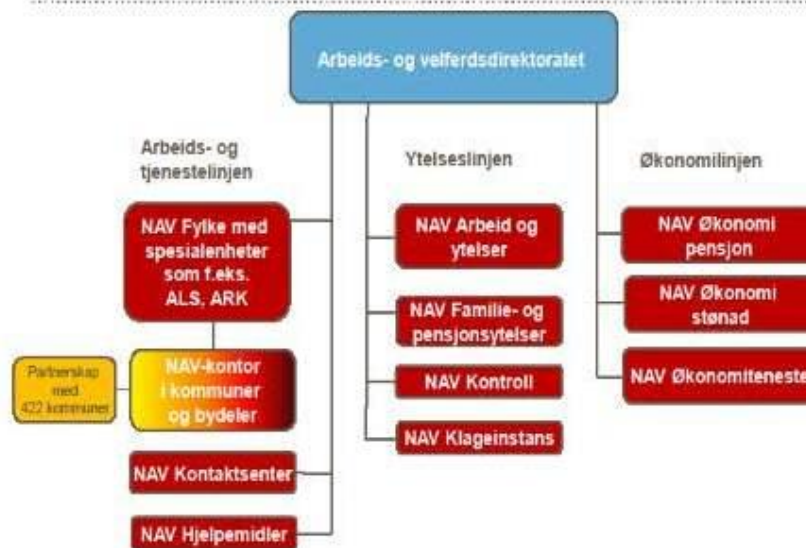 Arbeids- og velferdsdirektoratet
Arbeids- og
tjenestelinjen
NAV Fylke med
spesialenheter
som f.eks.
ALS, ARK
Partnerskap
med
422 kommuner
NAV-kontor
i kommuner
og bydeler
NAV Kontaktsenter
NAV Hjelpemidler
Ytelseslinjen
NAV Arbeid og
ytelser
NAV Familie- og
pensjonsytelser
NAV Kontroll
NAV Klageinstans
Økonomilinjen
NAV Økonomi
pensjon
NAV Økonomi
stønad
NAV Økonomiteneste